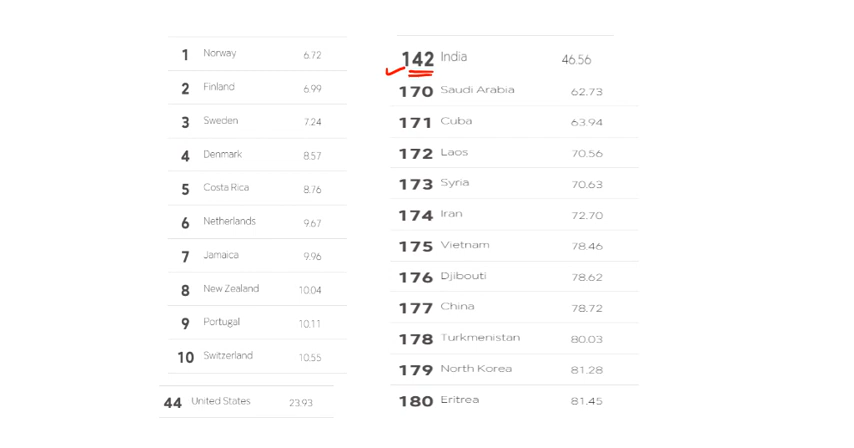 1 Norway 6.72
2 Finland 6.99
3 Sweden 7.24
4 Denmark 8.57
5 Costa Rica 8.76
6 Netherlands 9.67
7 Jamaica 9.96
8 New Zealand 10.04
9 Portugal 10.11
10 Switzerland 10.55
44 United States 23.93
142 India 46.56
170 Saudi Arabia 62.73
171 Cuba 63.94
172 Laos 70.56
173 Syria 70.63
174 Iran 72.70
175 Vietnam 78.46
176 Djibouti 78.62
177 China 78.72
178 Turkmenistan 80.03
179 North Korea 81.28
180 Eritrea 81.45